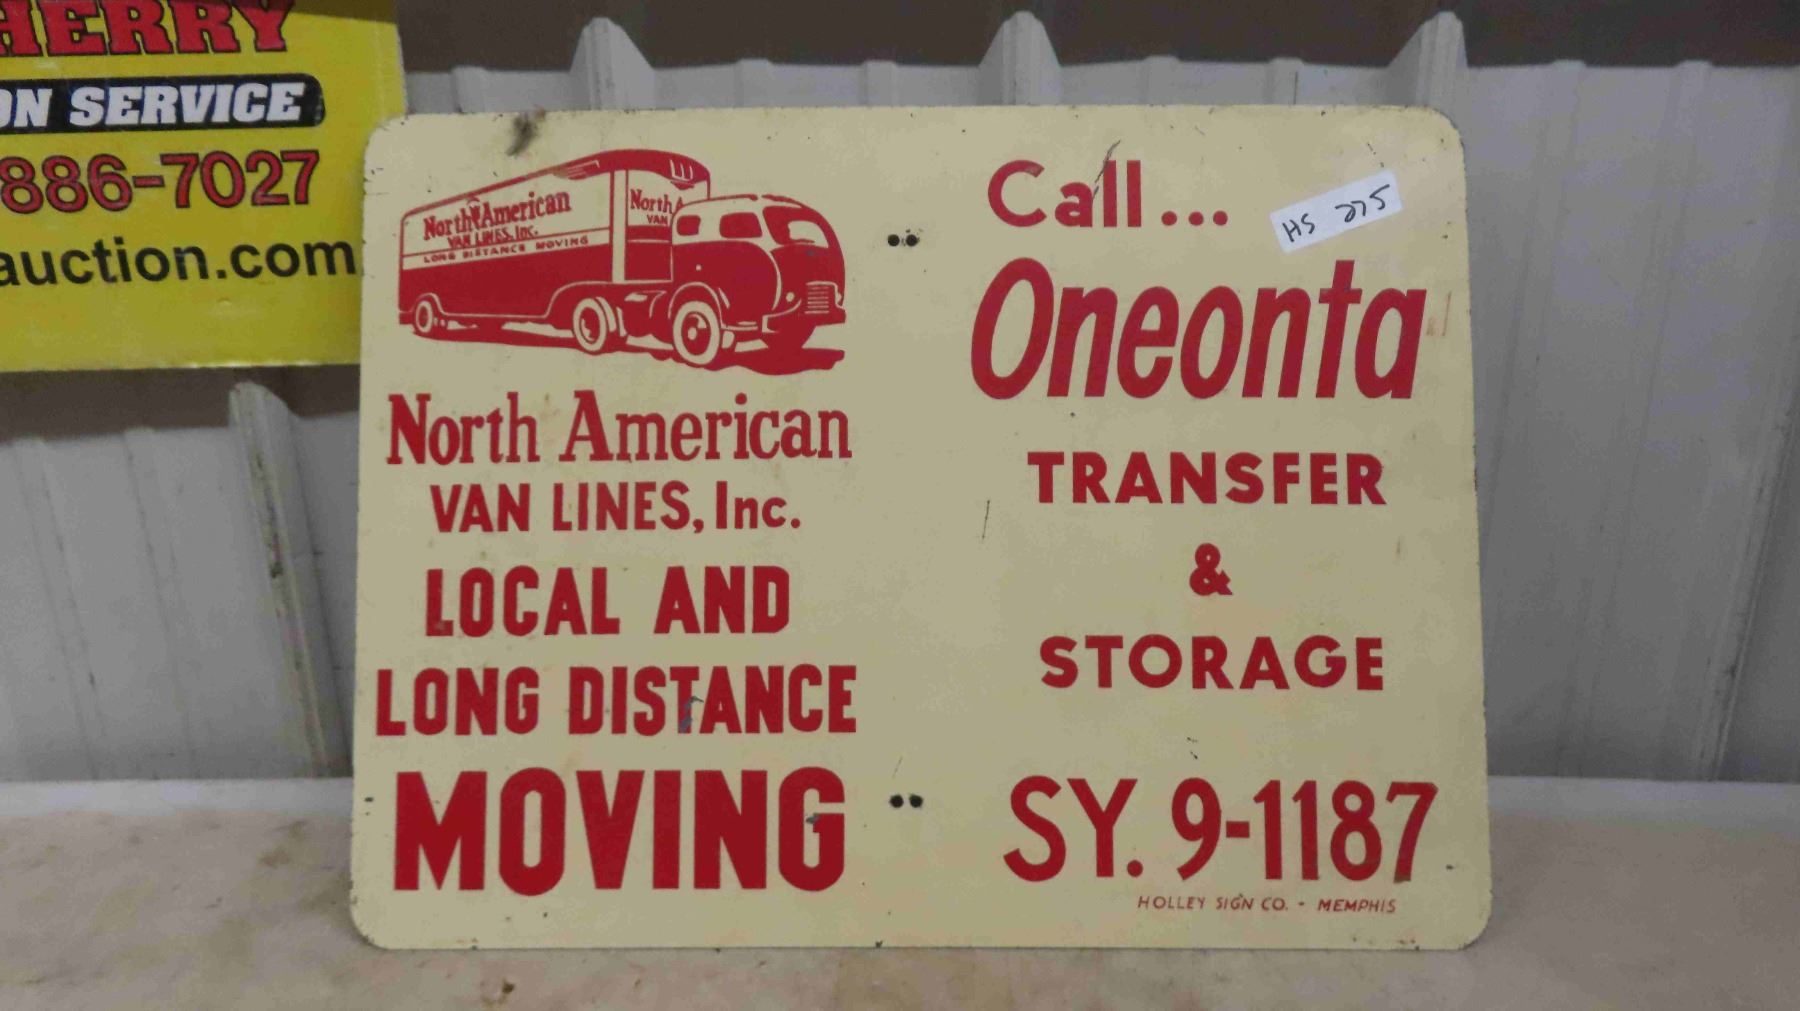 HERRY
ON SERVICE
886-7027
auction.com
North American
VAN LINES, Inc.
LONG DISTANCE MOVING
North A
VAN
North American
VAN LINES, Inc.
LOCAL AND
LONG DISTANCE
MOVING
Call...
HS 275
Oneonta
TRANSFER
&
STORAGE
SY. 9-1187
HOLLEY SIGN CO. - MEMPHIS